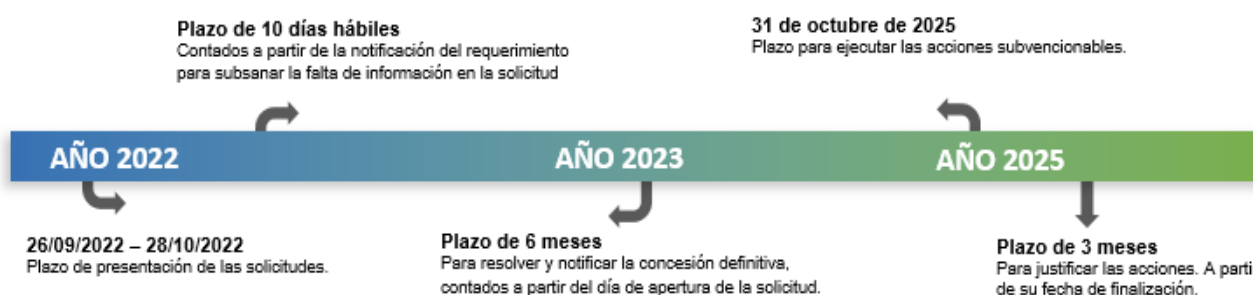 Plazo de 10 días hábiles
Contados a partir de la notificación del requerimiento
para subsanar la falta de información en la solicitud
31 de octubre de 2025
Plazo para ejecutar las acciones subvencionables.
AÑO 2022
AÑO 2023
AÑO 2025
26/09/2022 – 28/10/2022
Plazo de presentación de las solicitudes.
Plazo de 6 meses
Para resolver y notificar la concesión definitiva,
contados a partir del día de apertura de la solicitud.
Plazo de 3 meses
Para justificar las acciones. A parti
de su fecha de finalización.